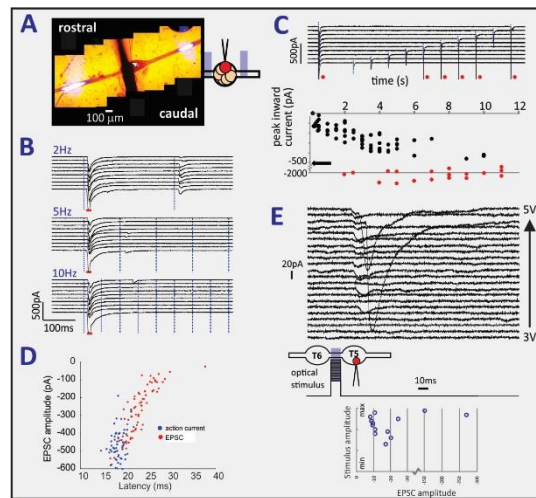 A
rostral
caudal
100 µm
B
2Hz
5Hz
10Hz
500pA
100ms
C
500pA
time (s)
2 4 6 8 10 12
peak inward
current (pA)
-500
-2000
D
0
-100
-200
-300
-400
-500
-600
EPSC amplitude (pA)
action current
EPSC
10 15 20 25 30 35 40
Latency (ms)
E
5V
20pA
3V
T6
T5
optical
stimulus
10ms
Stimulus amplitude
max
min
EPSC amplitude